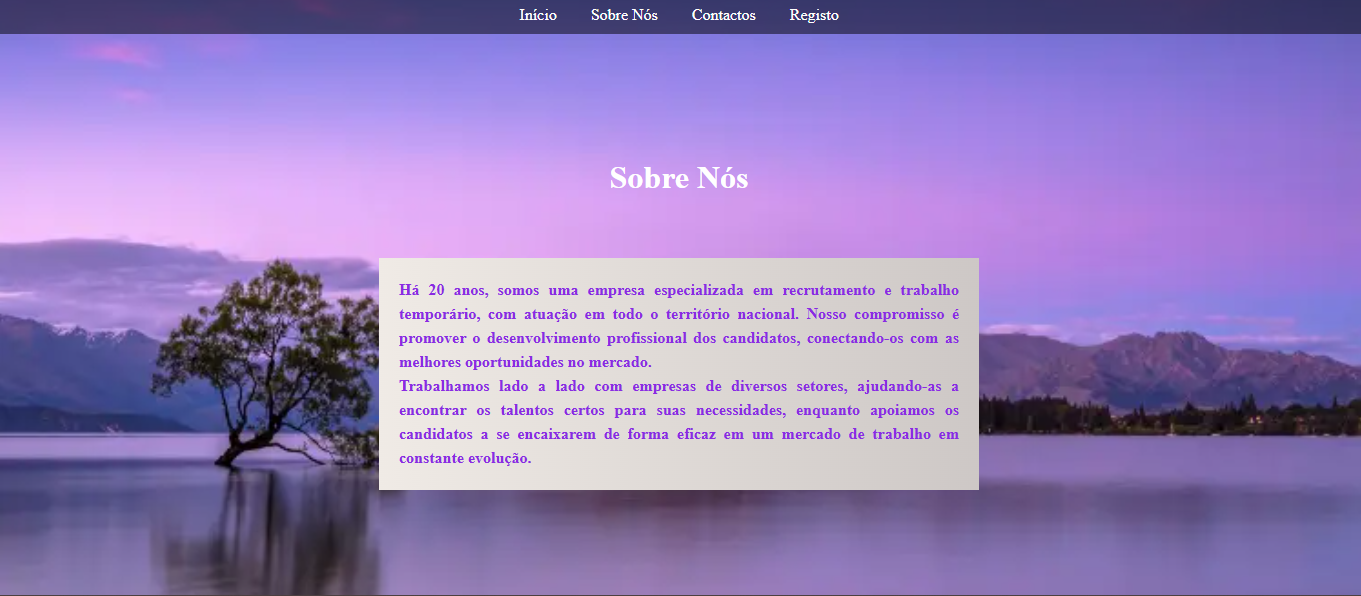 Início Sobre Nós Contactos Registo
Sobre Nós
Há 20 anos, somos uma empresa especializada em recrutamento e trabalho
temporário, com atuação em todo o território nacional. Nosso compromisso é
promover o desenvolvimento profissional dos candidatos, conectando-os com as
melhores oportunidades no mercado.
Trabalhamos lado a lado com empresas de diversos setores, ajudando-as a
encontrar os talentos certos para suas necessidades, enquanto apoiamos os
candidatos a se encaixarem de forma eficaz em um mercado de trabalho em
constante evolução.